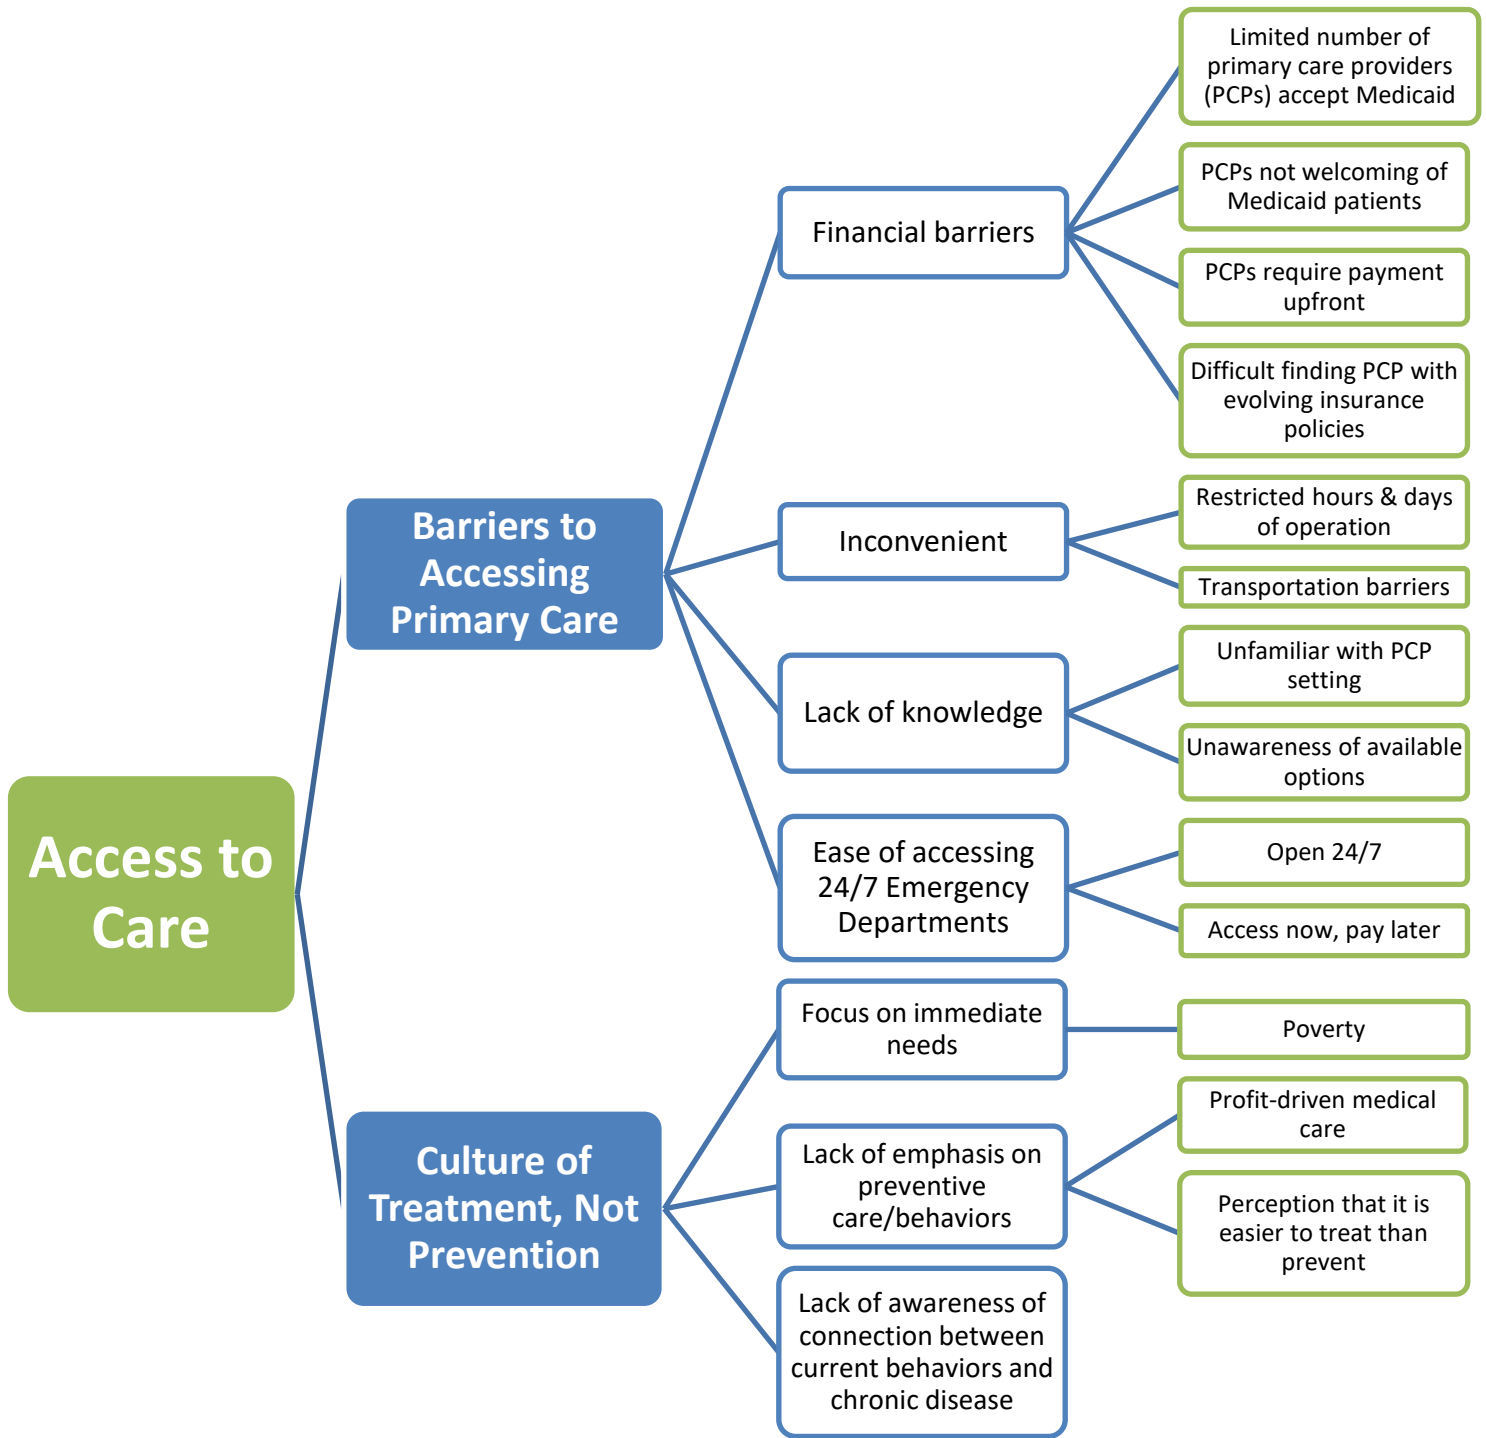 Access to
Care
Barriers to
Accessing
Primary Care
Financial barriers
Limited number of
primary care providers
(PCPs) accept Medicaid
PCPs not welcoming of
Medicaid patients
PCPs require payment
upfront
Difficult finding PCP with
evolving insurance
policies
Inconvenient
Restricted hours & days
of operation
Transportation barriers
Lack of knowledge
Unfamiliar with PCP
setting
Unawareness of available
options
Ease of accessing
24/7 Emergency
Departments
Open 24/7
Access now, pay later
Culture of
Treatment, Not
Prevention
Focus on immediate
needs
Poverty
Lack of emphasis on
preventive
care/behaviors
Profit-driven medical
care
Perception that it is
easier to treat than
prevent
Lack of awareness of
connection between
current behaviors and
chronic disease